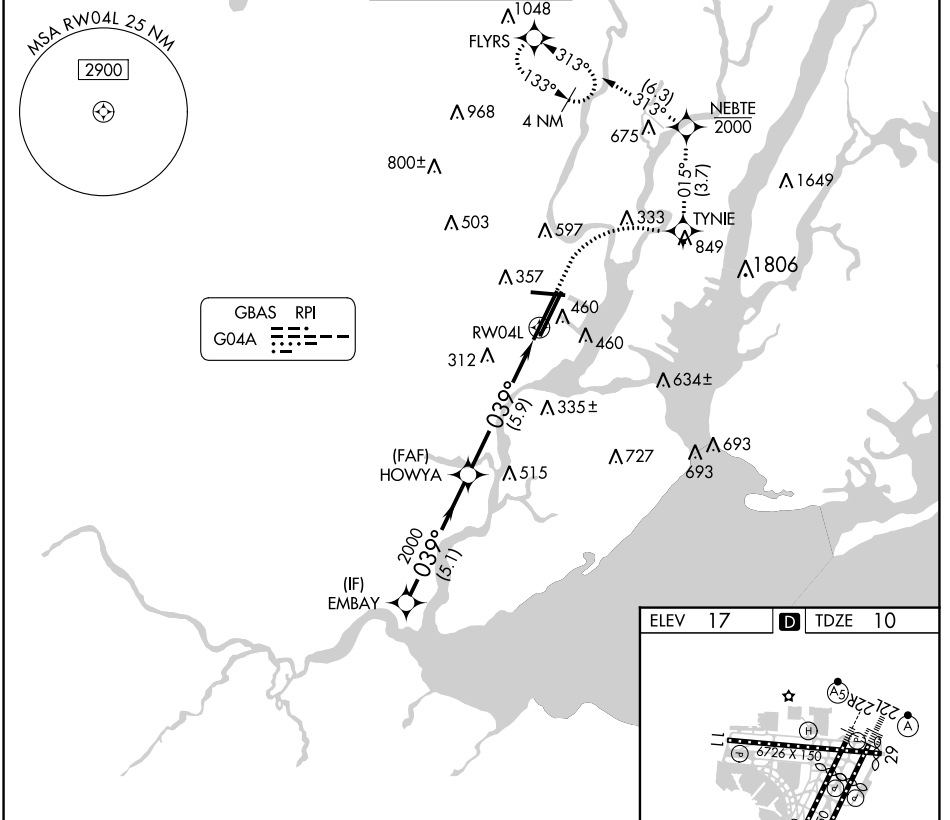 MSA RW04L 25 NM
2900
1048
FLYRS
313°
133°
4 NM
(6.3)
313°
NEBTE
2000
968
675
800±
015°
(3.7)
1649
503
597
333
TYNIE
849
1806
357
GBAS RPI
G04A
RW04L
460
460
312
634±
039°
(5.9)
335±
(FAF)
HOWYA
515
727
693
693
2000
039°
(5.1)
(IF)
EMBAY
ELEV 17
D
TDZE 10
A5
22R
22L
A
H
11
P
6726 X 150
P
29
P
P